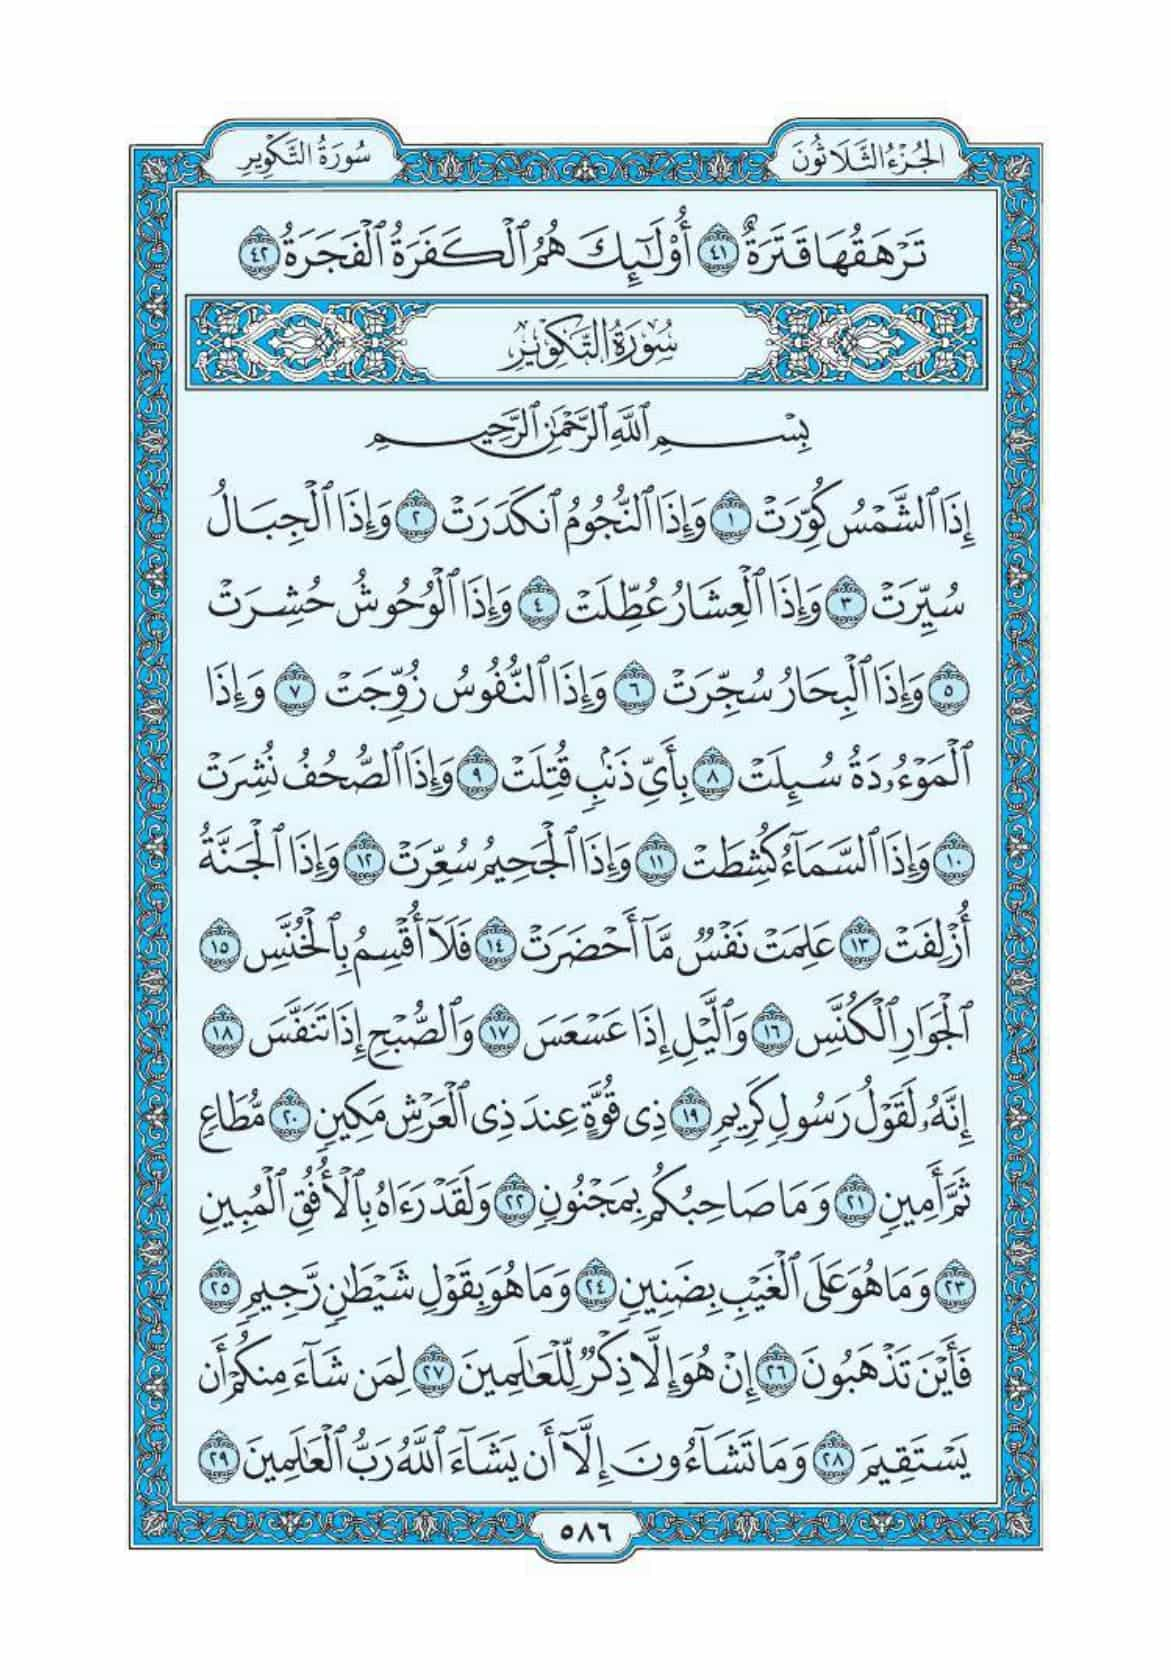 الجُزْءُ الثَّلَاثُونَ
سُورَةُ التَّكْوِيرِ
تَرْهَقُهَا قَتَرَةٌ ٤١ أُوْلَٰٓئِكَ هُمُ ٱلْكَفَرَةُ ٱلْفَجَرَةُ ٤٢
سُورَةُ التَّكْوِيرِ
بِسْمِ ٱللَّهِ ٱلرَّحْمَٰنِ ٱلرَّحِيمِ
إِذَا ٱلشَّمْسُ كُوِّرَتْ ١ وَإِذَا ٱلنُّجُومُ ٱنكَدَرَتْ ٢ وَإِذَا ٱلْجِبَالُ
سُيِّرَتْ ٣ وَإِذَا ٱلْعِشَارُ عُطِّلَتْ ٤ وَإِذَا ٱلْوُحُوشُ حُشِرَتْ
٥ وَإِذَا ٱلْبِحَارُ سُجِّرَتْ ٦ وَإِذَا ٱلنُّفُوسُ زُوِّجَتْ ٧ وَإِذَا
ٱلْمَوْءُۥدَةُ سُئِلَتْ ٨ بِأَىِّ ذَنۢبٍ قُتِلَتْ ٩ وَإِذَا ٱلصُّحُفُ نُشِرَتْ
١٠ وَإِذَا ٱلسَّمَآءُ كُشِطَتْ ١١ وَإِذَا ٱلْجَحِيمُ سُعِّرَتْ ١٢ وَإِذَا ٱلْجَنَّةُ
أُزْلِفَتْ ١٣ عَلِمَتْ نَفْسٌ مَّآ أَحْضَرَتْ ١٤ فَلَآ أُقْسِمُ بِٱلْخُنَّسِ ١٥
ٱلْجَوَارِ ٱلْكُنَّسِ ١٦ وَٱلَّيْلِ إِذَا عَسْعَسَ ١٧ وَٱلصُّبْحِ إِذَا تَنَفَّسَ ١٨
إِنَّهُۥ لَقَوْلُ رَسُولٍ كَرِيمٍ ١٩ ذِى قُوَّةٍ عِندَ ذِى ٱلْعَرْشِ مَكِينٍ ٢٠ مُّطَاعٍ
ثَمَّ أَمِينٍ ٢١ وَمَا صَاحِبُكُم بِمَجْنُونٍ ٢٢ وَلَقَدْ رَءَاهُ بِٱلْأُفُقِ ٱلْمُبِينِ
٢٣ وَمَا هُوَ عَلَى ٱلْغَيْبِ بِضَنِينٍ ٢٤ وَمَا هُوَ بِقَوْلِ شَيْطَٰنٍ رَّجِيمٍ ٢٥
فَأَيْنَ تَذْهَبُونَ ٢٦ إِنْ هُوَ إِلَّا ذِكْرٌ لِّلْعَٰلَمِينَ ٢٧ لِمَن شَآءَ مِنكُمْ أَن
يَسْتَقِيمَ ٢٨ وَمَا تَشَآءُونَ إِلَّآ أَن يَشَآءَ ٱللَّهُ رَبُّ ٱلْعَٰلَمِينَ ٢٩
٥٨٦